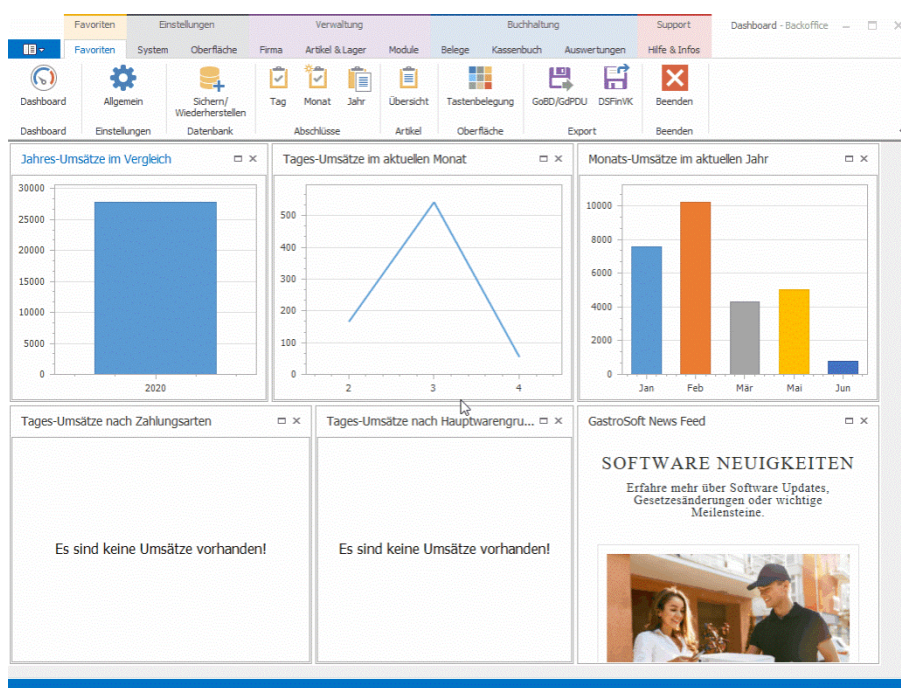 Favoriten Einstellungen Verwaltung Buchhaltung Support Dashboard - Backoffice
Favoriten System Oberfläche Firma Artikel & Lager Module Belege Kassenbuch Auswertungen Hilfe & Infos
Dashboard Allgemein Sichern/ Tag Monat Jahr Übersicht Tastenbelegung GoBD/GdPDU DSFinVK Beenden
Wiederherstellen
Dashboard Einstellungen Datenbank Abschlüsse Artikel Oberfläche Export Beenden
Jahres-Umsätze im Vergleich
30000
25000
20000
15000
10000
5000
0
2020
Tages-Umsätze im aktuellen Monat
500
400
300
200
100
0
2 3 4
Monats-Umsätze im aktuellen Jahr
10000
8000
6000
4000
2000
0
Jan Feb Mär Mai Jun
Tages-Umsätze nach Zahlungsarten
Es sind keine Umsätze vorhanden!
Tages-Umsätze nach Hauptwarengru...
Es sind keine Umsätze vorhanden!
GastroSoft News Feed
SOFTWARE NEUIGKEITEN
Erfahre mehr über Software Updates,
Gesetzesänderungen oder wichtige
Meilensteine.